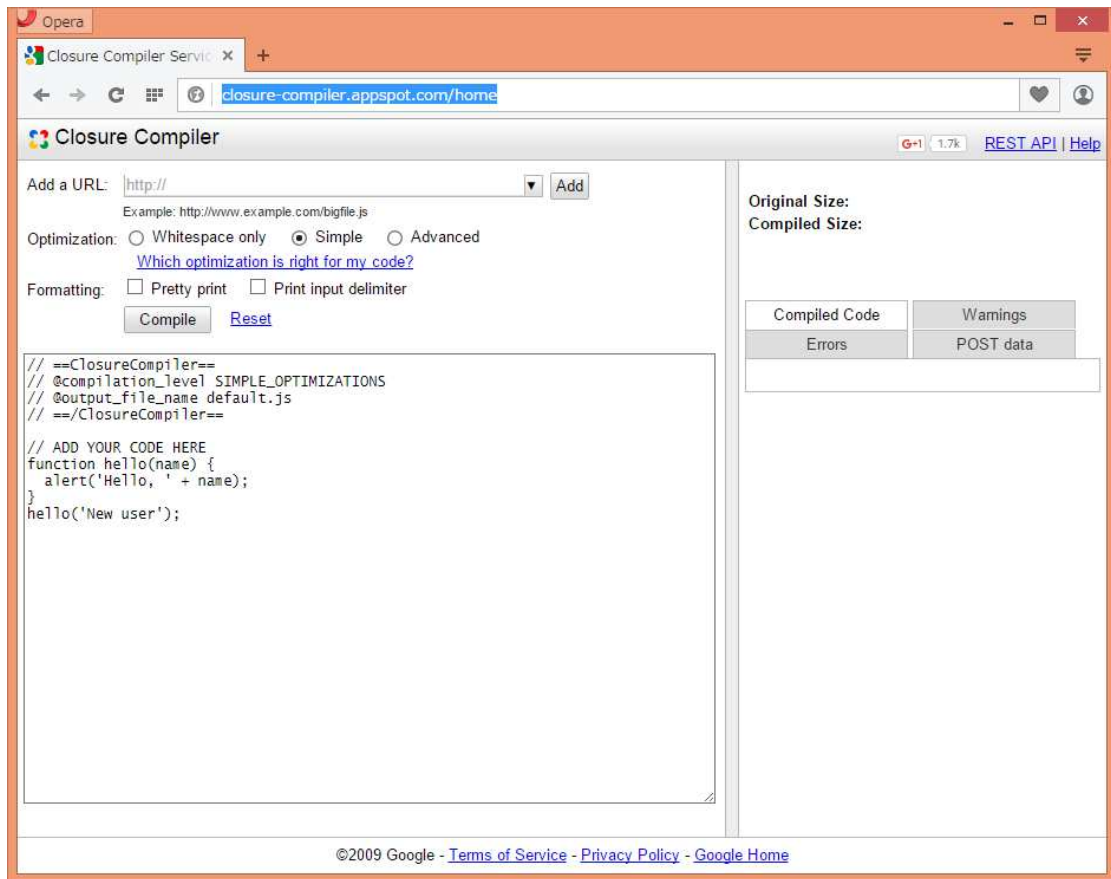 Opera
Closure Compiler Servic
closure-compiler.appspot.com/home
Closure Compiler
G+1 1.7k REST API | Help
Add a URL: http:// Add
Example: http://www.example.com/bigfile.js
Optimization: Whitespace only Simple Advanced
Which optimization is right for my code?
Formatting: Pretty print Print input delimiter
Compile Reset
// ==ClosureCompiler==
// @compilation_level SIMPLE_OPTIMIZATIONS
// @output_file_name default.js
// ==/ClosureCompiler==
// ADD YOUR CODE HERE
function hello(name) {
  alert('Hello, ' + name);
}
hello('New user');
Original Size:
Compiled Size:
Compiled Code Warnings
Errors POST data
©2009 Google - Terms of Service - Privacy Policy - Google Home